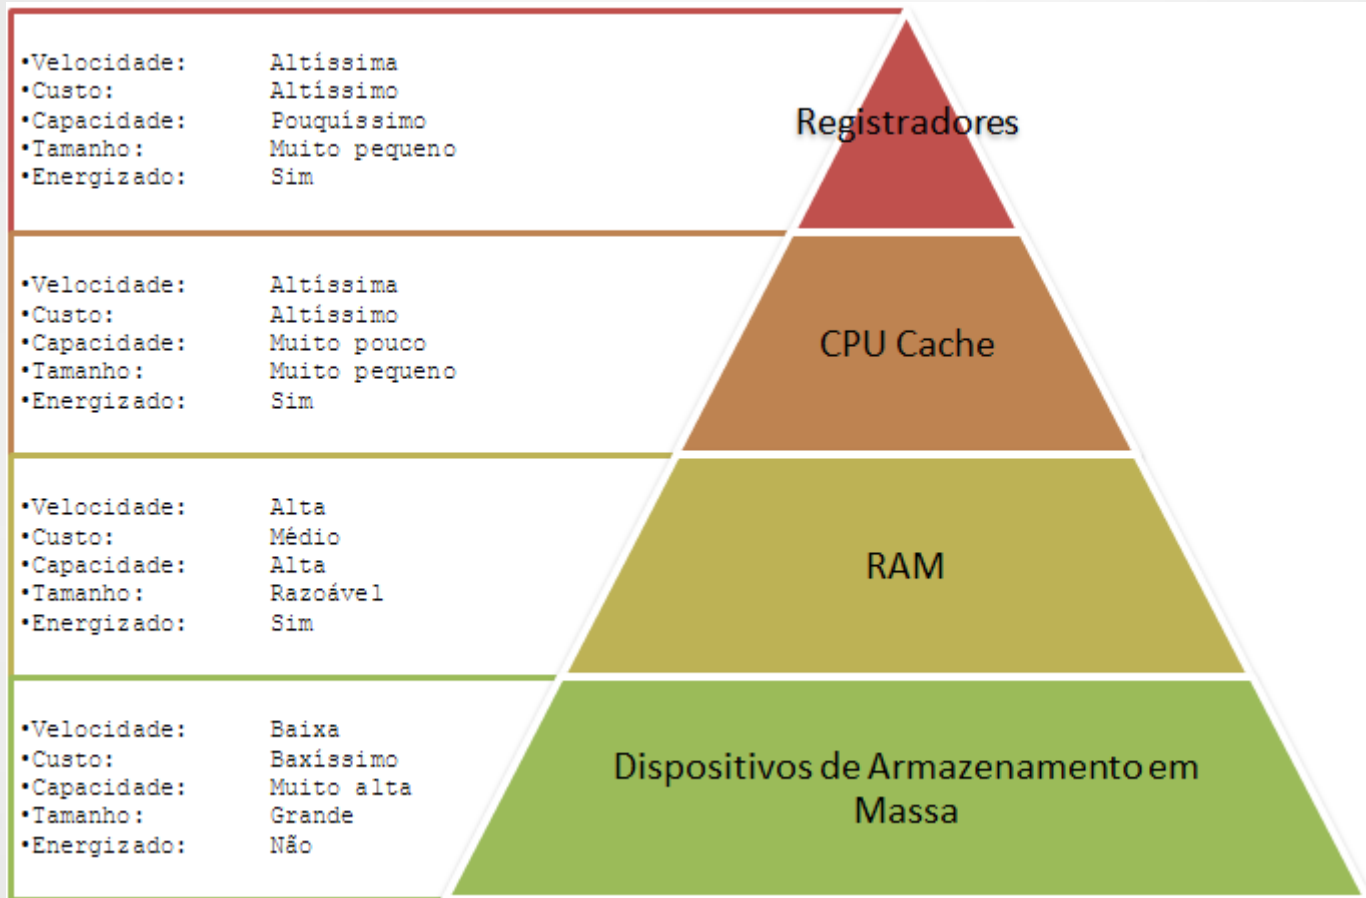 •Velocidade: Altíssima
•Custo: Altíssimo
•Capacidade: Pouquíssimo
•Tamanho: Muito pequeno
•Energizado: Sim
Registradores
•Velocidade: Altíssima
•Custo: Altíssimo
•Capacidade: Muito pouco
•Tamanho: Muito pequeno
•Energizado: Sim
CPU Cache
•Velocidade: Alta
•Custo: Médio
•Capacidade: Alta
•Tamanho: Razoável
•Energizado: Sim
RAM
•Velocidade: Baixa
•Custo: Baxíssimo
•Capacidade: Muito alta
•Tamanho: Grande
•Energizado: Não
Dispositivos de Armazenamento em
Massa